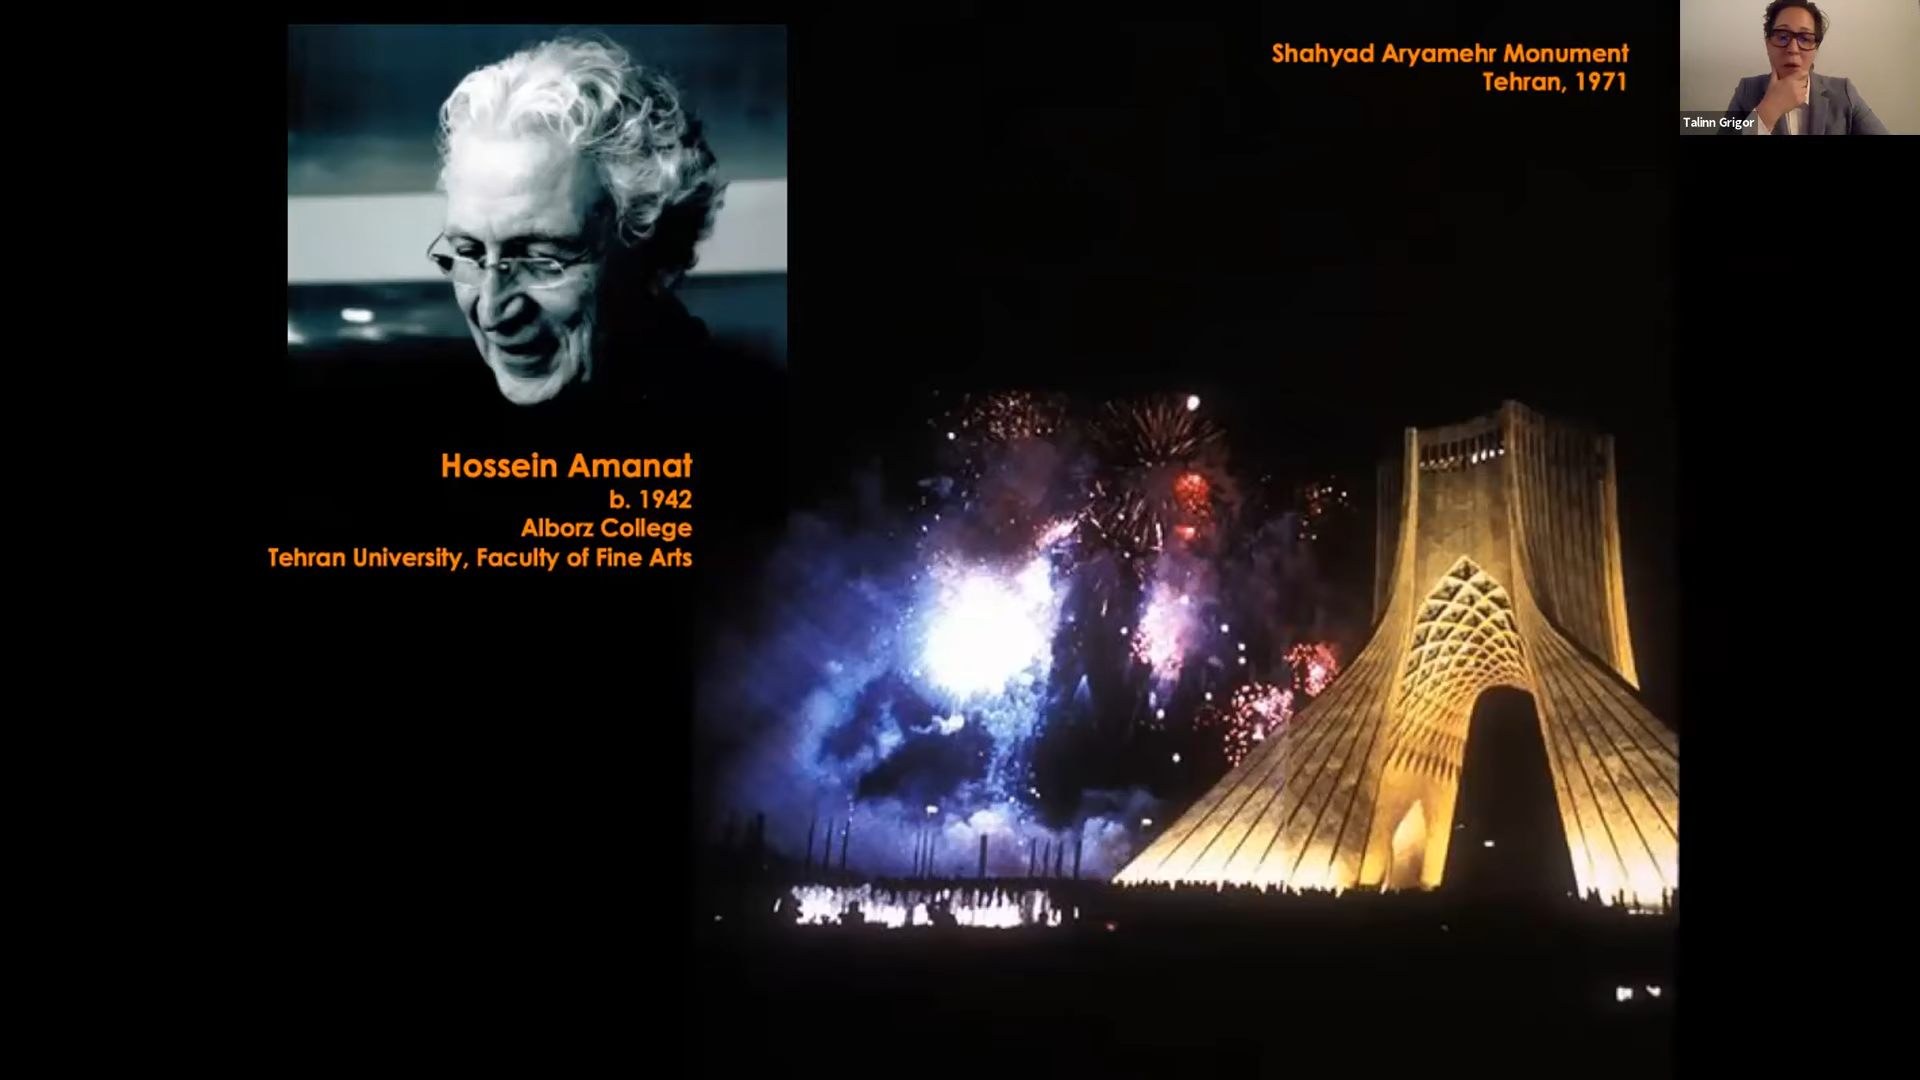 Shahyad Aryamehr Monument
Tehran, 1971
Talinn Grigor
Hossein Amanat
b. 1942
Alborz College
Tehran University, Faculty of Fine Arts